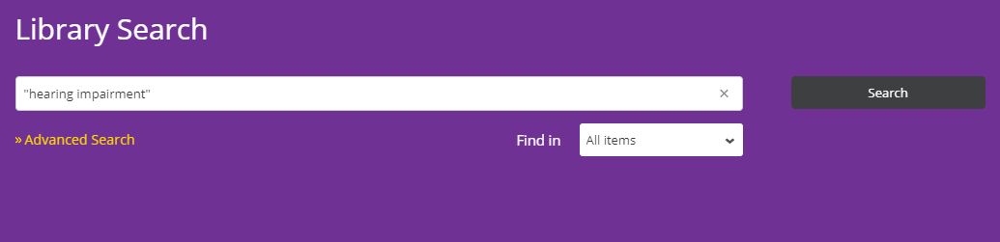 Library Search
"hearing impairment" × Search
» Advanced Search Find in All items